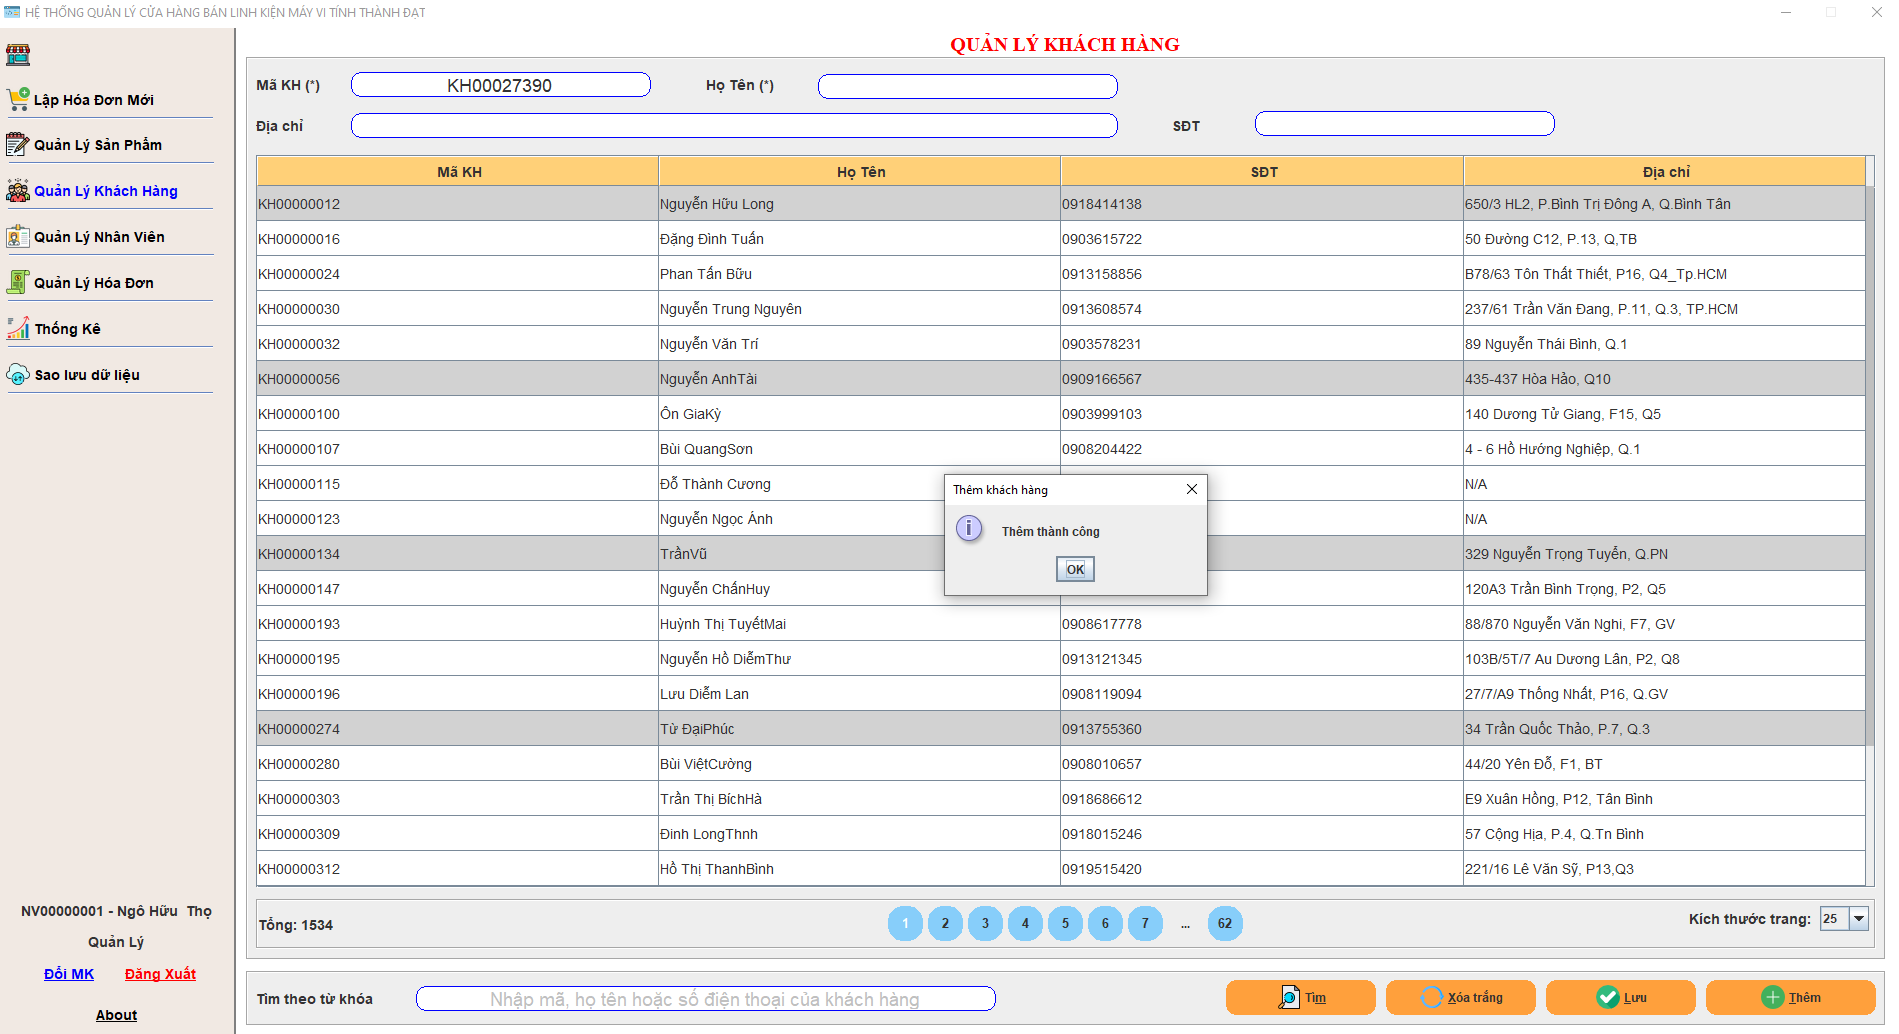 HỆ THỐNG QUẢN LÝ CỬA HÀNG BÁN LINH KIỆN MÁY VI TÍNH THÀNH ĐẠT
QUẢN LÝ KHÁCH HÀNG
Lập Hóa Đơn Mới
Quản Lý Sản Phẩm
Quản Lý Khách Hàng
Quản Lý Nhân Viên
Quản Lý Hóa Đơn
Thống Kê
Sao lưu dữ liệu
NV00000001 - Ngô Hữu Thọ
Quản Lý
Đổi MK Đăng Xuất
About
Mã KH (*) KH00027390 Họ Tên (*)
Địa chỉ SĐT
Mã KH Họ Tên SĐT Địa chỉ
KH00000012 Nguyễn Hữu Long 0918414138 650/3 HL2, P.Bình Trị Đông A, Q.Bình Tân
KH00000016 Đặng Đình Tuấn 0903615722 50 Đường C12, P.13, Q,TB
KH00000024 Phan Tấn Bữu 0913158856 B78/63 Tôn Thất Thiết, P16, Q4_Tp.HCM
KH00000030 Nguyễn Trung Nguyên 0913608574 237/61 Trần Văn Đang, P.11, Q.3, TP.HCM
KH00000032 Nguyễn Văn Trí 0903578231 89 Nguyễn Thái Bình, Q.1
KH00000056 Nguyễn AnhTài 0909166567 435-437 Hòa Hảo, Q10
KH00000100 Ôn GiaKỳ 0903999103 140 Dương Tử Giang, F15, Q5
KH00000107 Bùi QuangSơn 0908204422 4 - 6 Hồ Hướng Nghiệp, Q.1
KH00000115 Đỗ Thành Cương N/A
KH00000123 Nguyễn Ngọc Ánh N/A
KH00000134 TrầnVũ 329 Nguyễn Trọng Tuyển, Q.PN
KH00000147 Nguyễn ChấnHuy 120A3 Trần Bình Trọng, P2, Q5
KH00000193 Huỳnh Thị TuyếtMai 0908617778 88/870 Nguyễn Văn Nghi, F7, GV
KH00000195 Nguyễn Hồ DiễmThư 0913121345 103B/5T/7 Au Dương Lân, P2, Q8
KH00000196 Lưu Diễm Lan 0908119094 27/7/A9 Thống Nhất, P16, Q.GV
KH00000274 Từ ĐạiPhúc 0913755360 34 Trần Quốc Thảo, P.7, Q.3
KH00000280 Bùi ViệtCường 0908010657 44/20 Yên Đỗ, F1, BT
KH00000303 Trần Thị BíchHà 0918686612 E9 Xuân Hồng, P12, Tân Bình
KH00000309 Đinh LongThnh 0918015246 57 Cộng Hịa, P.4, Q.Tn Bình
KH00000312 Hồ Thị ThanhBình 0919515420 221/16 Lê Văn Sỹ, P13,Q3
Thêm khách hàng
Thêm thành công
OK
Tổng: 1534 1 2 3 4 5 6 7 ... 62 Kích thước trang: 25
Tìm theo từ khóa Nhập mã, họ tên hoặc số điện thoại của khách hàng Tìm Xóa trắng Lưu Thêm